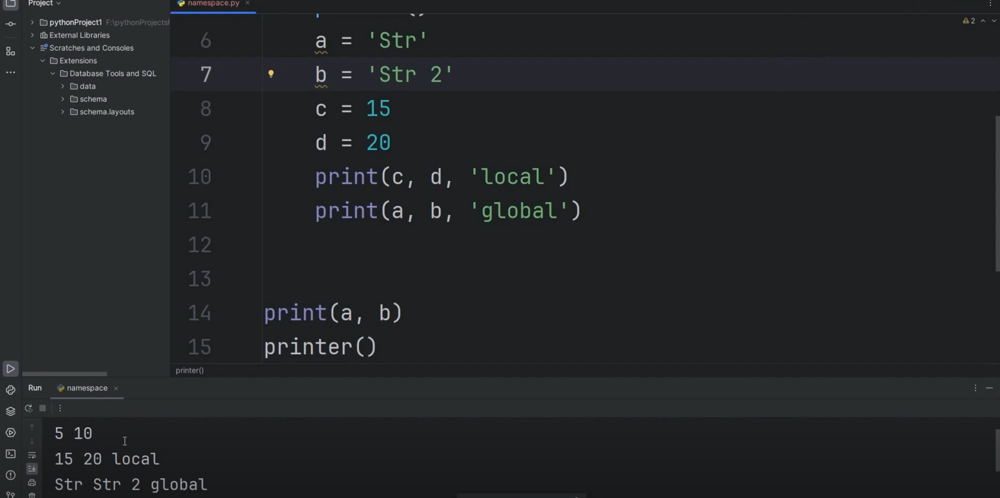 Project
namespace.py
pythonProject1 F:\pythonProjects
External Libraries
Scratches and Consoles
Extensions
Database Tools and SQL
data
schema
schema.layouts
2
6 a = 'Str'
7 b = 'Str 2'
8 c = 15
9 d = 20
10 print(c, d, 'local')
11 print(a, b, 'global')
12
13
14 print(a, b)
15 printer()
printer()
Run namespace
5 10
15 20 local
Str Str 2 global